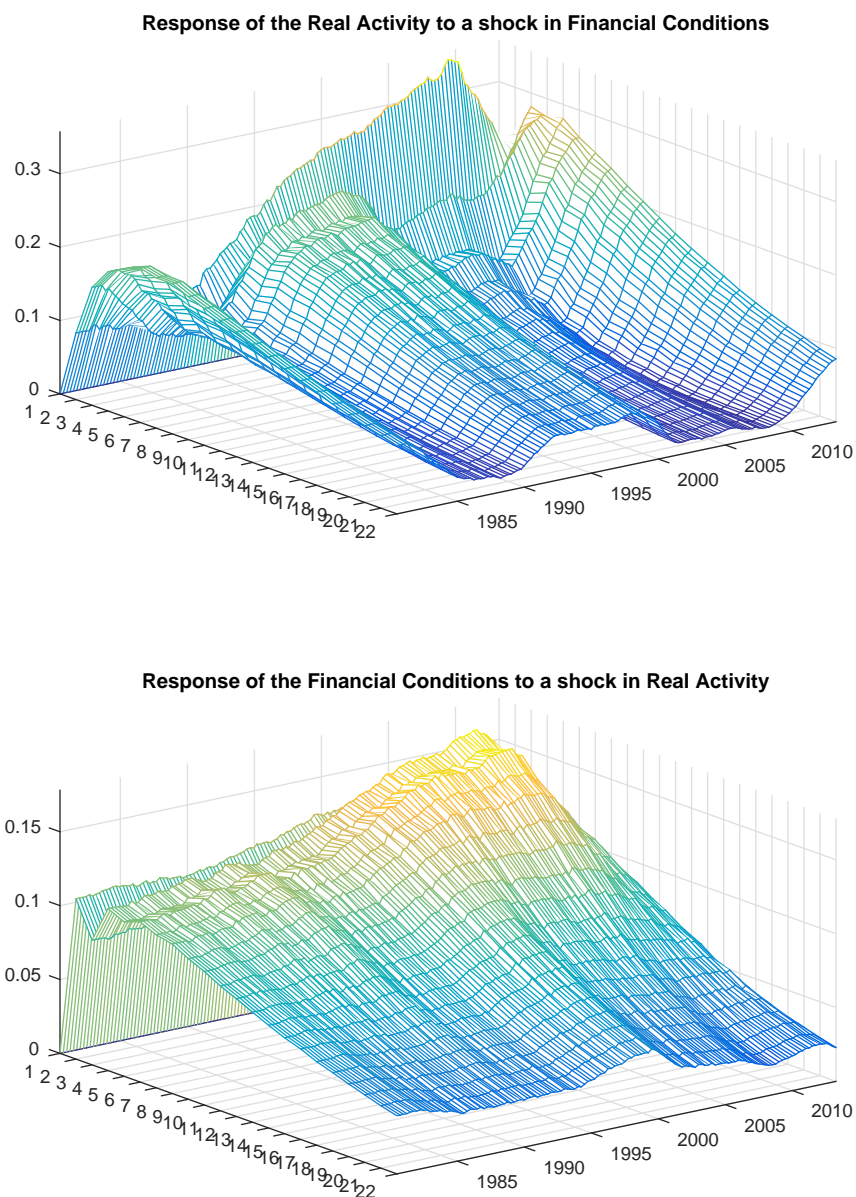 Response of the Real Activity to a shock in Financial Conditions
0.3
0.2
0.1
0
1 2 3 4 5 6 7 8 9 10 11 12 13 14 15 16 17 18 19 20 21 22
1985 1990 1995 2000 2005 2010
Response of the Financial Conditions to a shock in Real Activity
0.15
0.1
0.05
0
1 2 3 4 5 6 7 8 9 10 11 12 13 14 15 16 17 18 19 20 21 22
1985 1990 1995 2000 2005 2010